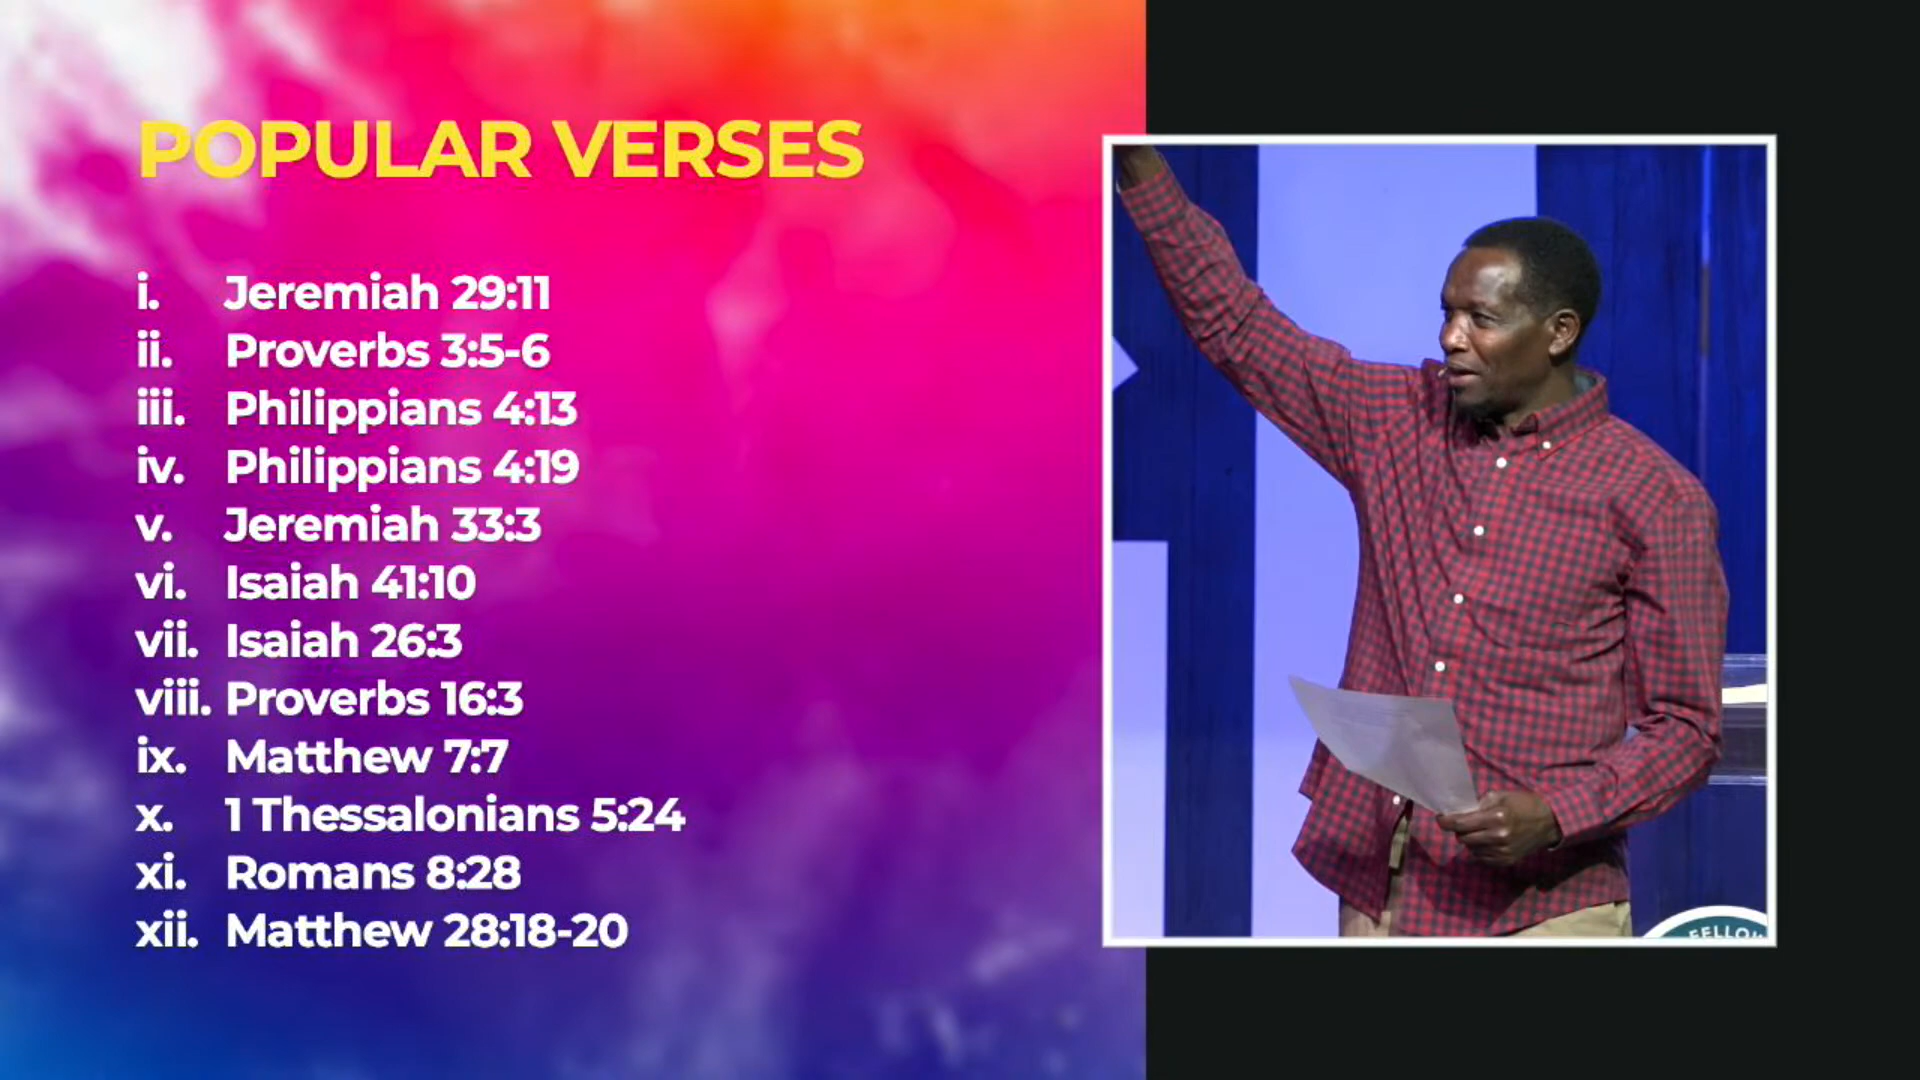 POPULAR VERSES
i. Jeremiah 29:11
ii. Proverbs 3:5-6
iii. Philippians 4:13
iv. Philippians 4:19
v. Jeremiah 33:3
vi. Isaiah 41:10
vii. Isaiah 26:3
viii. Proverbs 16:3
ix. Matthew 7:7
x. 1 Thessalonians 5:24
xi. Romans 8:28
xii. Matthew 28:18-20